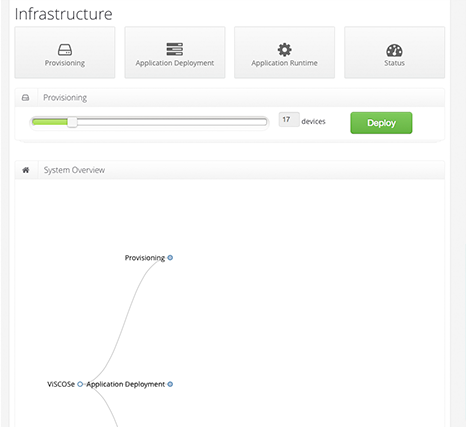 Infrastructure
Provisioning
Application Deployment
Application Runtime
Status
Provisioning
17 devices
Deploy
System Overview
Provisioning
ViSCOSe
Application Deployment